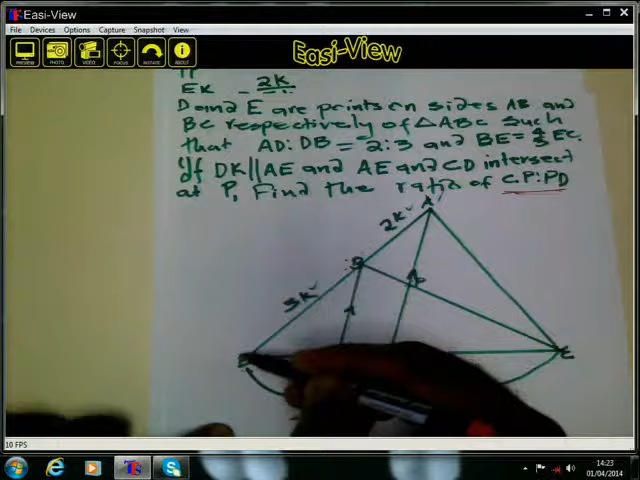 Easi-View
File Devices Options Capture Snapshot View
PREVIEW PHOTO VIDEO FOCUS ROTATE ABOUT
Easi-View
EK = 2K
D and E are points on sides AB and
BC respectively of △ABC such
that AD:DB = 2:3 and BE = 4/3 EC.
If DK||AE and AE and CD intersect
at P, Find the ratio of CP:PD
A
2K
D
P
3K
B
C
10 FPS
14:23
01/04/2014